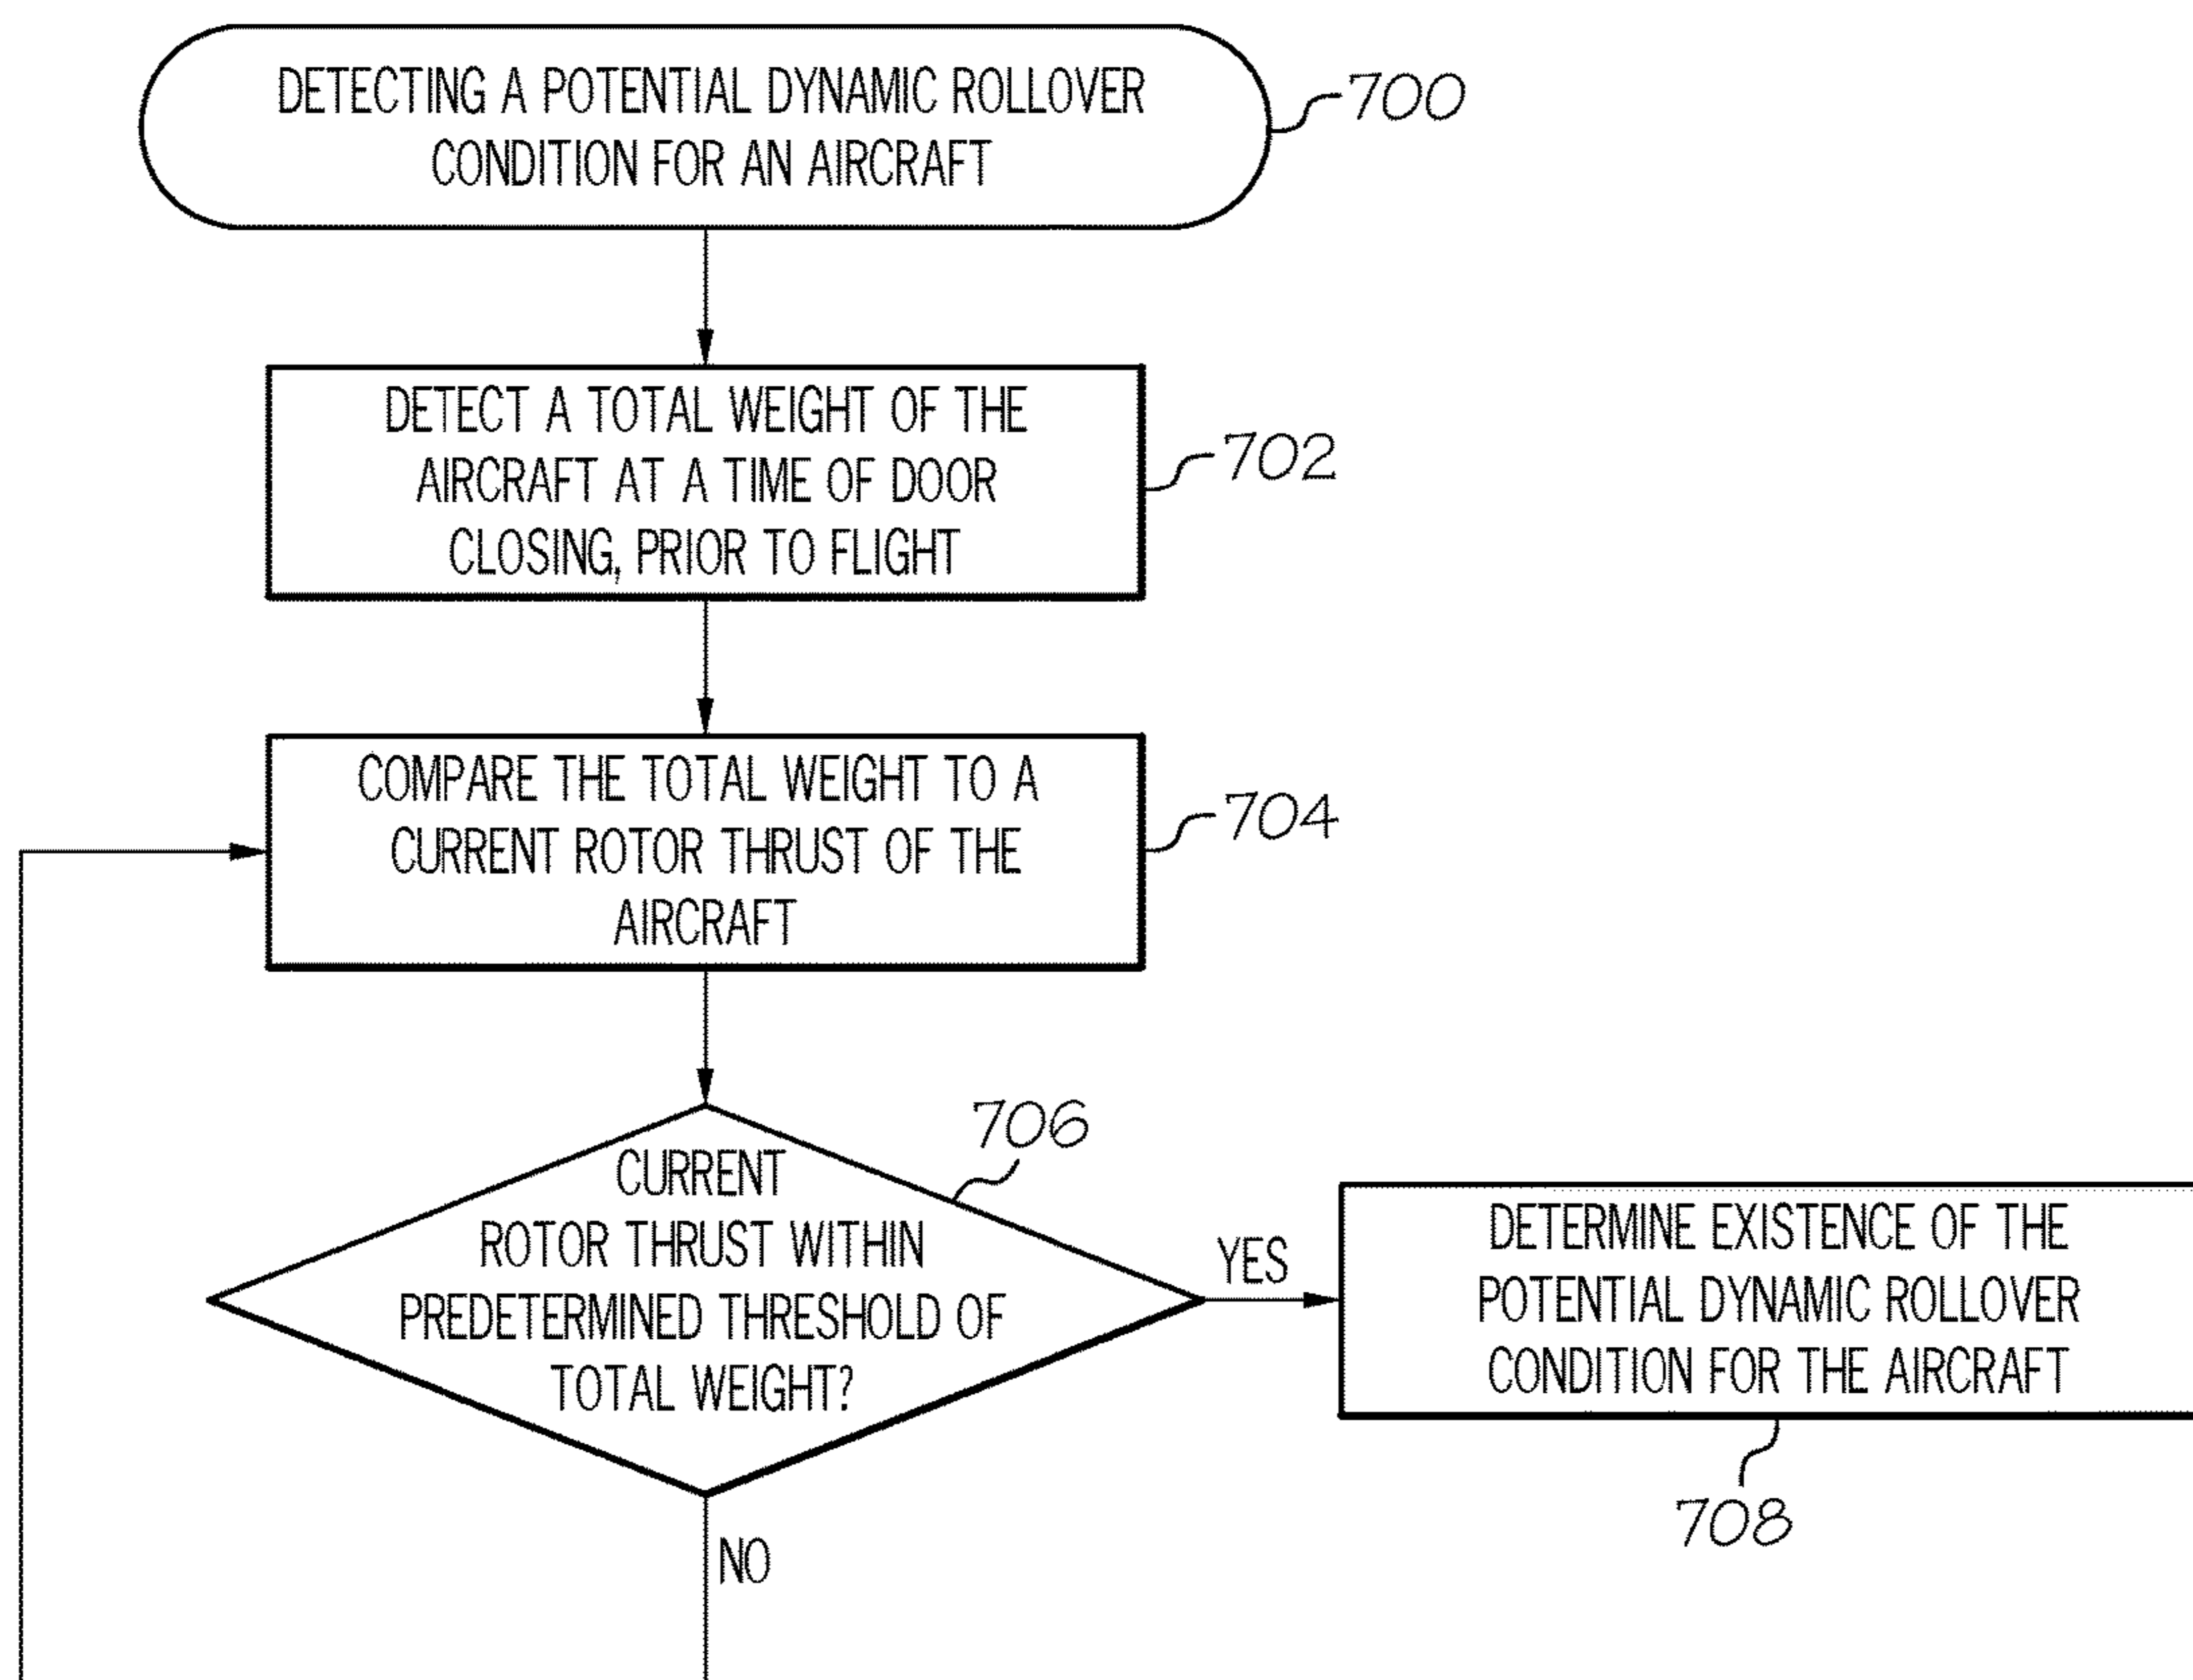 DETECTING A POTENTIAL DYNAMIC ROLLOVER
CONDITION FOR AN AIRCRAFT
700
DETECT A TOTAL WEIGHT OF THE
AIRCRAFT AT A TIME OF DOOR
CLOSING, PRIOR TO FLIGHT
702
COMPARE THE TOTAL WEIGHT TO A
CURRENT ROTOR THRUST OF THE
AIRCRAFT
704
706
CURRENT
ROTOR THRUST WITHIN
PREDETERMINED THRESHOLD OF
TOTAL WEIGHT?
YES
DETERMINE EXISTENCE OF THE
POTENTIAL DYNAMIC ROLLOVER
CONDITION FOR THE AIRCRAFT
708
NO